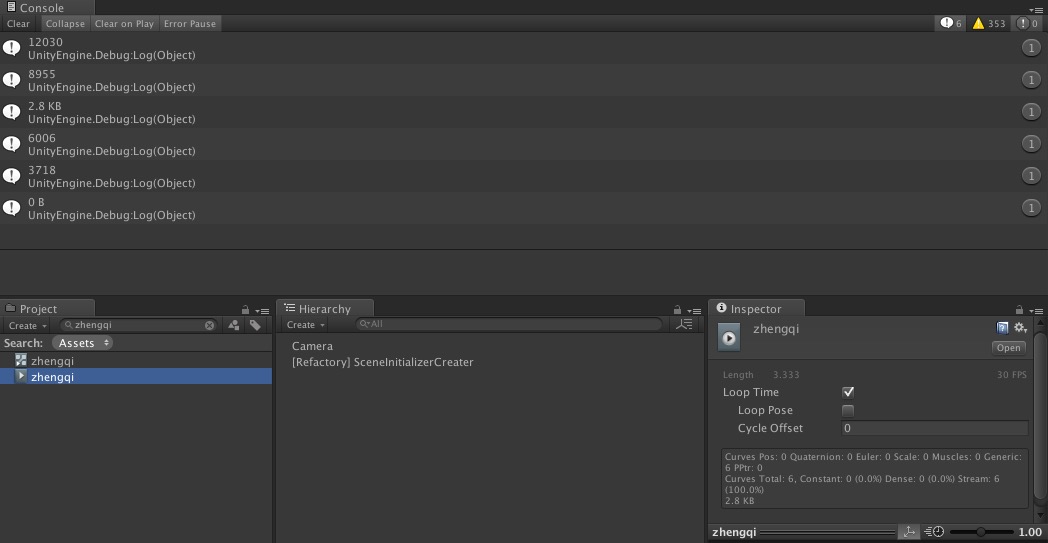 Console
Clear Collapse Clear on Play Error Pause 6 353 0
12030
UnityEngine.Debug:Log(Object) 1
8955
UnityEngine.Debug:Log(Object) 1
2.8 KB
UnityEngine.Debug:Log(Object) 1
6006
UnityEngine.Debug:Log(Object) 1
3718
UnityEngine.Debug:Log(Object) 1
0 B
UnityEngine.Debug:Log(Object) 1
Project
Create zhengqi
Search: Assets
zhengqi
zhengqi
Hierarchy
Create All
Camera
[Refactory] SceneInitializerCreater
Inspector
zhengqi
Open
Length 3.333 30 FPS
Loop Time
Loop Pose
Cycle Offset 0
Curves Pos: 0 Quaternion: 0 Euler: 0 Scale: 0 Muscles: 0 Generic:
6 PPtr: 0
Curves Total: 6, Constant: 0 (0.0%) Dense: 0 (0.0%) Stream: 6
(100.0%)
2.8 KB
zhengqi 1.00